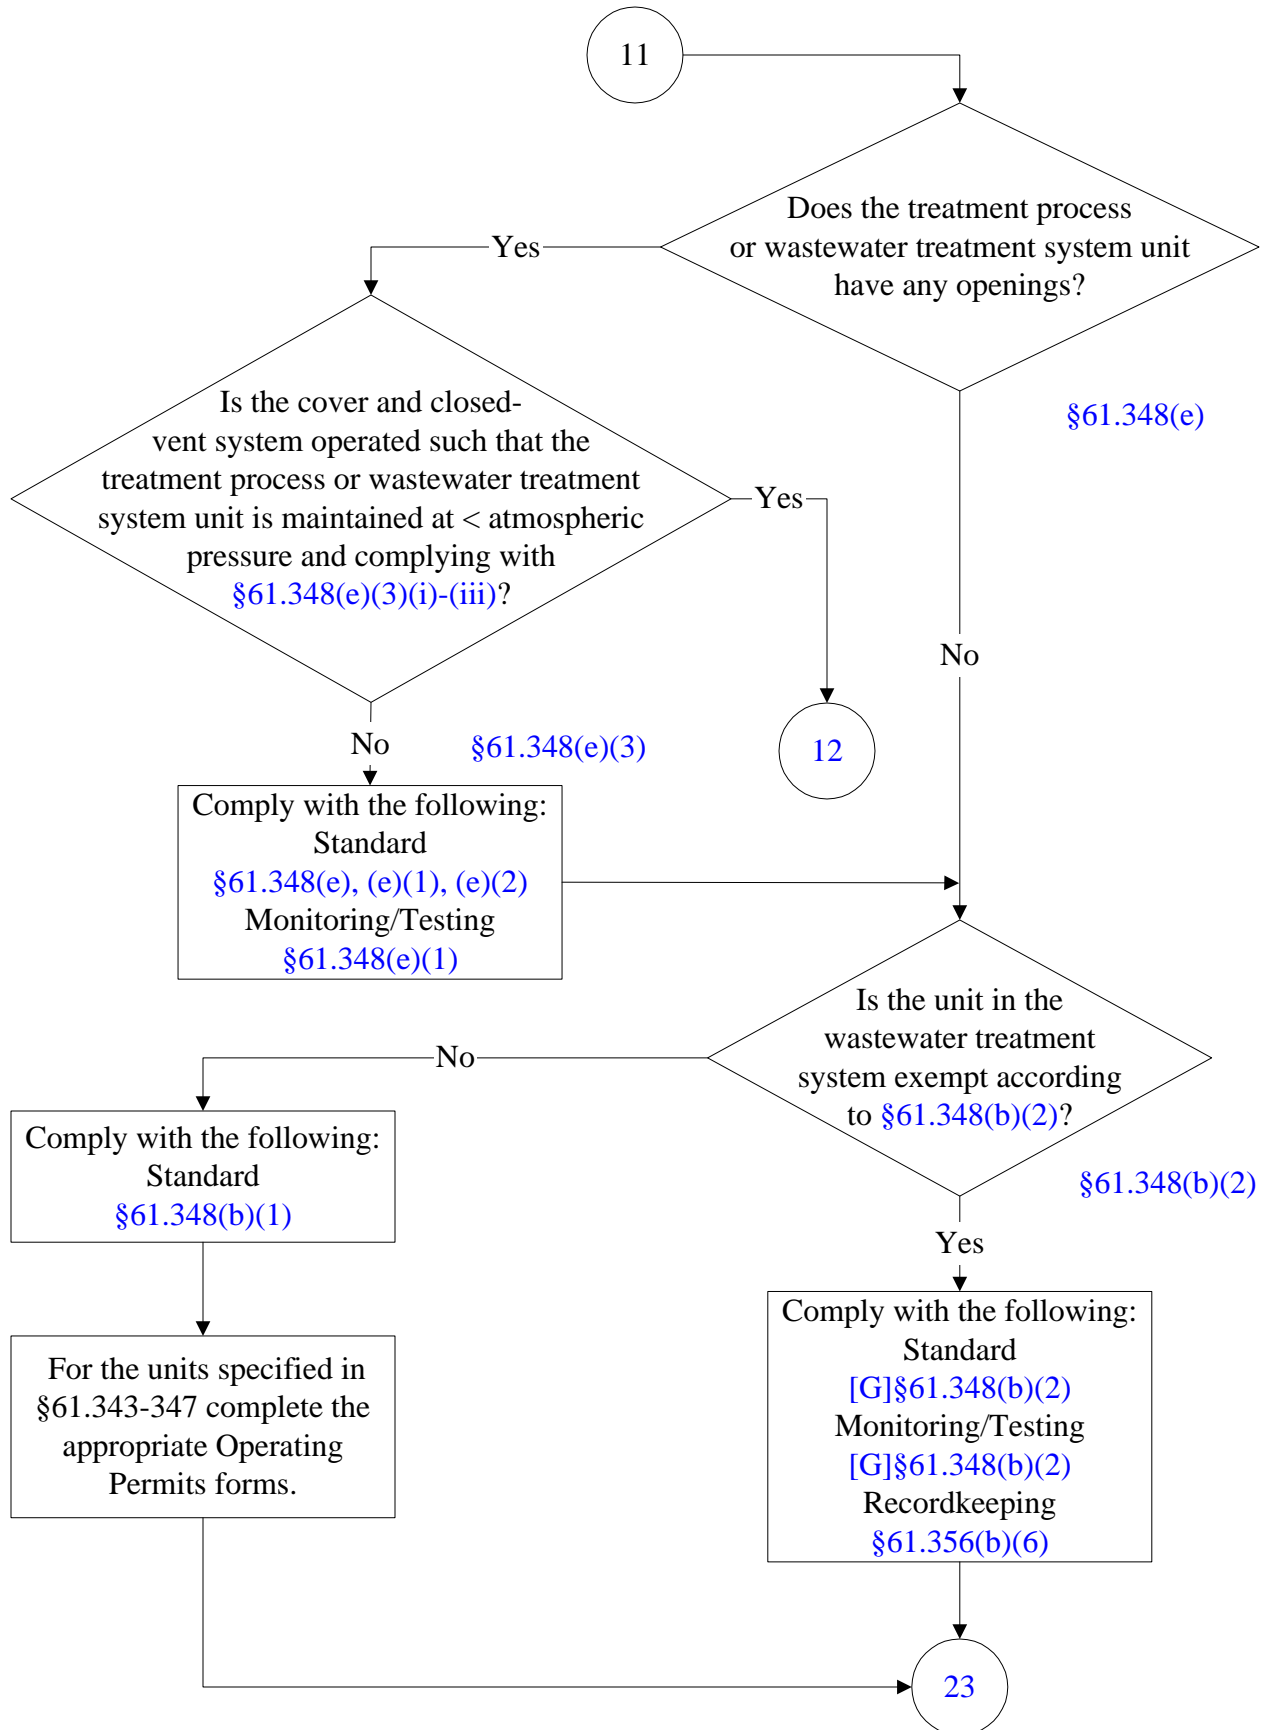 11
Does the treatment process
or wastewater treatment system unit
have any openings?
Yes
§61.348(e)
Is the cover and closed-
vent system operated such that the
treatment process or wastewater treatment
system unit is maintained at < atmospheric
pressure and complying with
§61.348(e)(3)(i)-(iii)?
Yes
No
No
§61.348(e)(3)
12
Comply with the following:
Standard
§61.348(e), (e)(1), (e)(2)
Monitoring/Testing
§61.348(e)(1)
Is the unit in the
wastewater treatment
system exempt according
to §61.348(b)(2)?
No
§61.348(b)(2)
Comply with the following:
Standard
§61.348(b)(1)
Yes
For the units specified in
§61.343-347 complete the
appropriate Operating
Permits forms.
Comply with the following:
Standard
[G]§61.348(b)(2)
Monitoring/Testing
[G]§61.348(b)(2)
Recordkeeping
§61.356(b)(6)
23